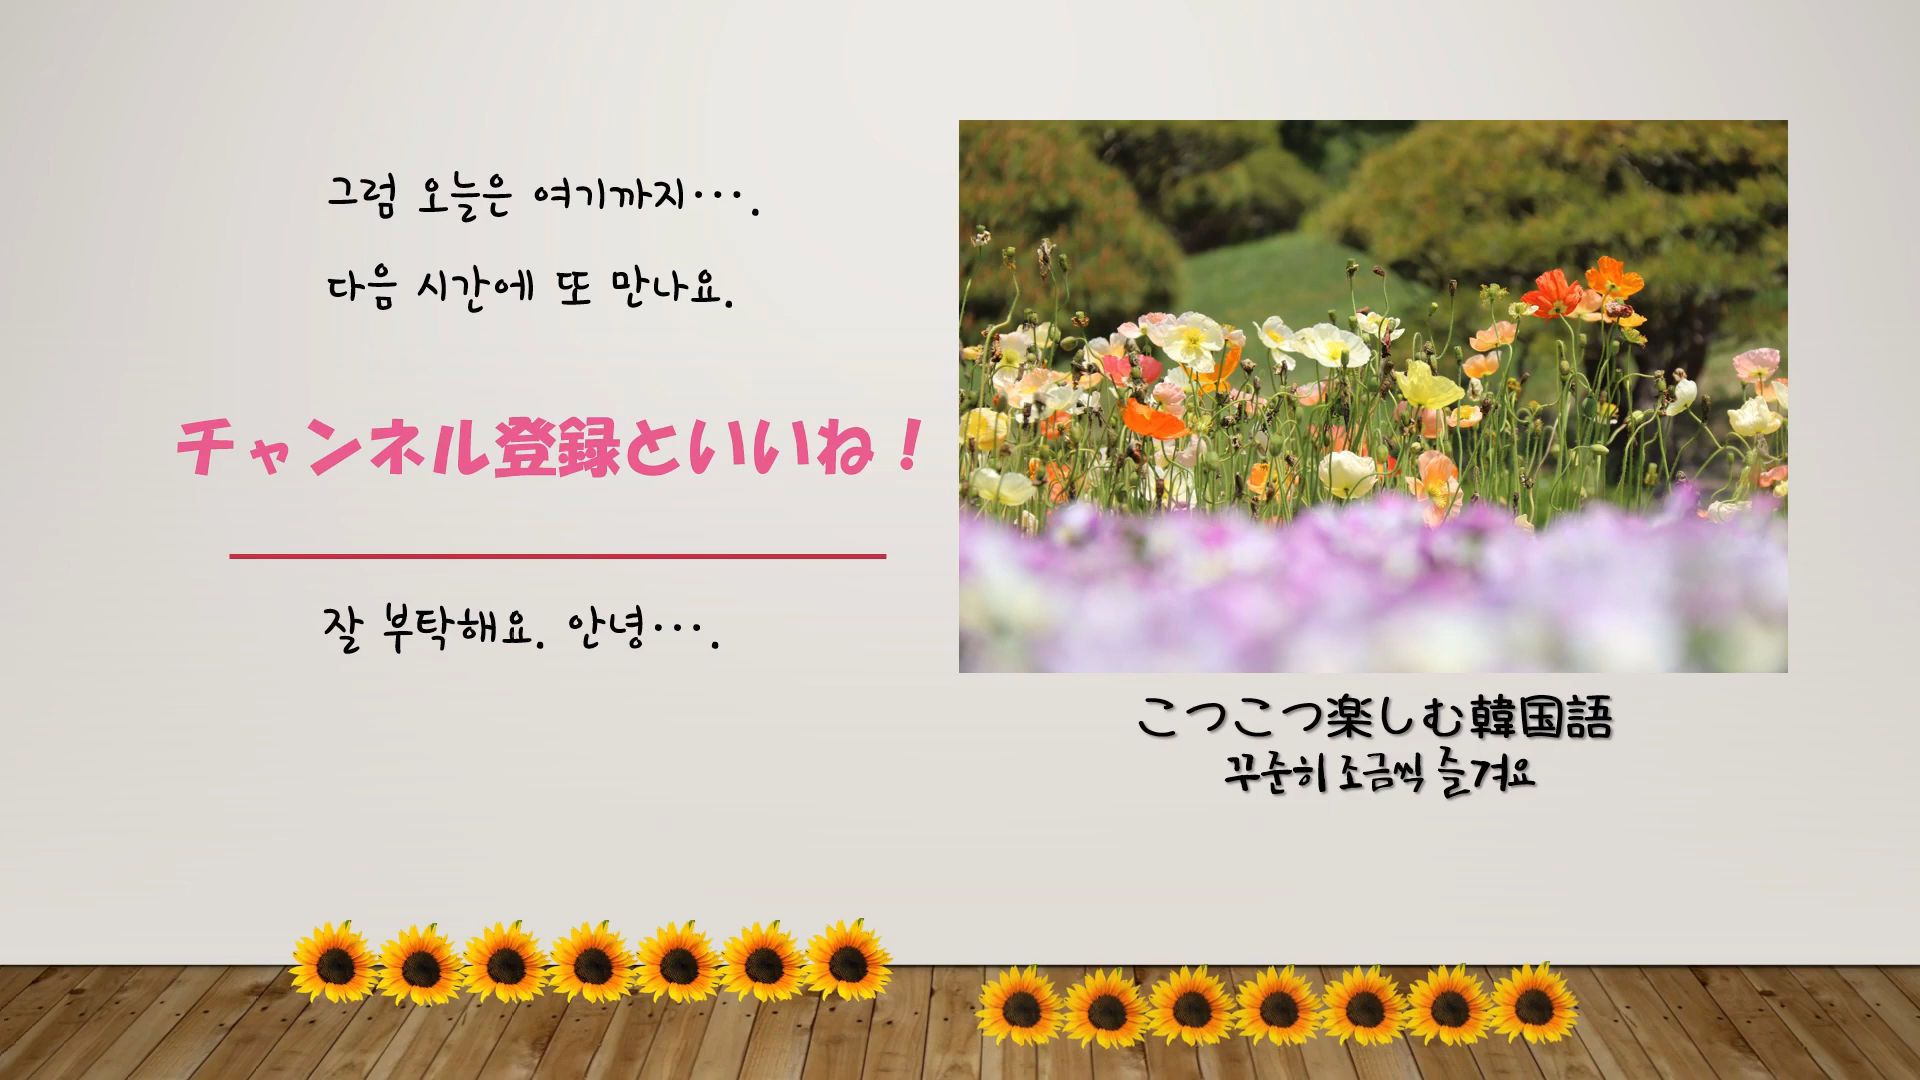 그럼 오늘은 여기까지….
다음 시간에 또 만나요.
チャンネル登録といいね！
잘 부탁해요. 안녕….
こつこつ楽しむ韓国語
꾸준히 조금씩 즐겨요